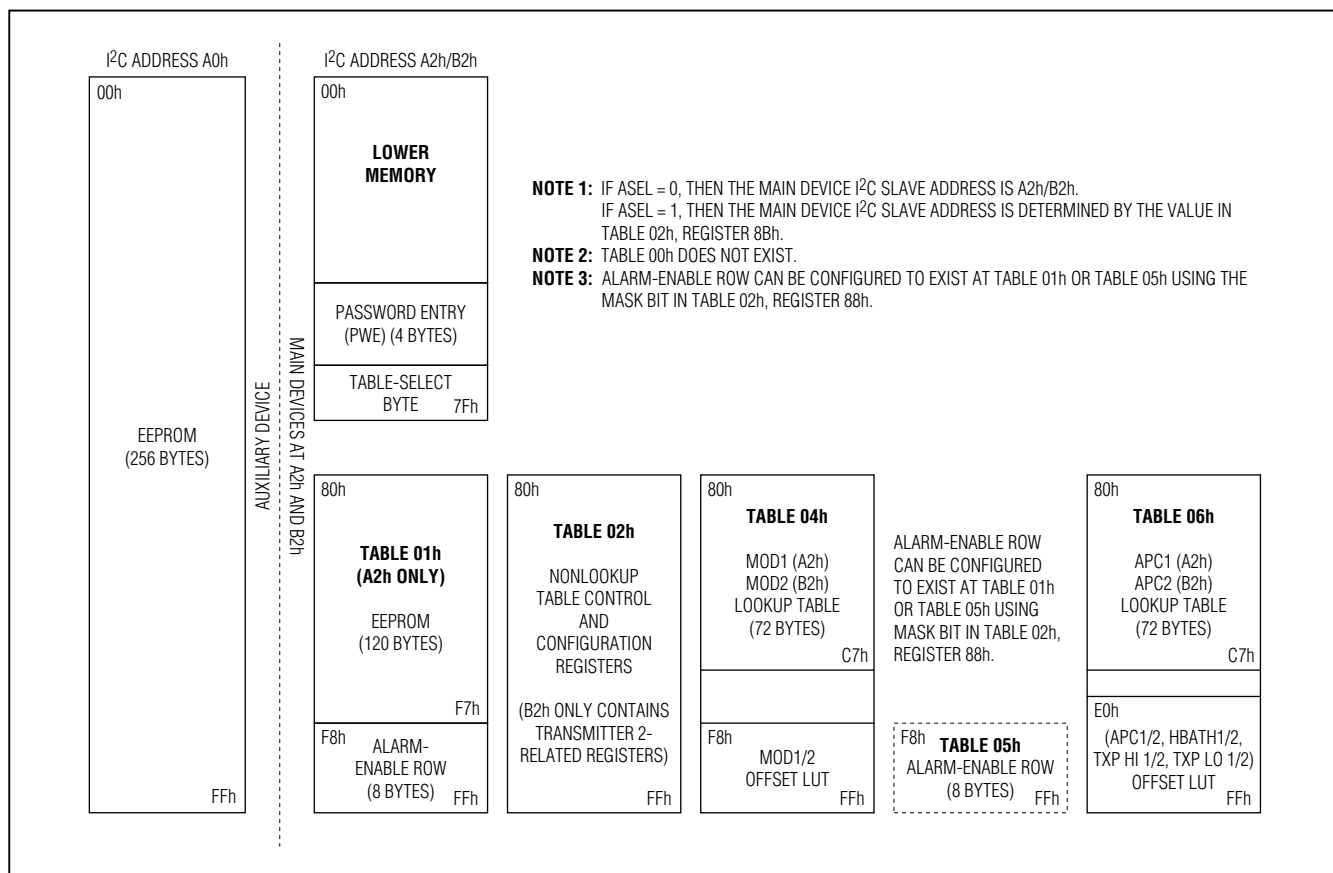 I2C ADDRESS A0h
00h
EEPROM
(256 BYTES)
FFh
AUXILIARY DEVICE
MAIN DEVICES AT A2h AND B2h
I2C ADDRESS A2h/B2h
00h
LOWER
MEMORY
PASSWORD ENTRY
(PWE) (4 BYTES)
TABLE-SELECT
BYTE
7Fh
NOTE 1: IF ASEL = 0, THEN THE MAIN DEVICE I2C SLAVE ADDRESS IS A2h/B2h.
IF ASEL = 1, THEN THE MAIN DEVICE I2C SLAVE ADDRESS IS DETERMINED BY THE VALUE IN
TABLE 02h, REGISTER 8Bh.
NOTE 2: TABLE 00h DOES NOT EXIST.
NOTE 3: ALARM-ENABLE ROW CAN BE CONFIGURED TO EXIST AT TABLE 01h OR TABLE 05h USING THE
MASK BIT IN TABLE 02h, REGISTER 88h.
80h
TABLE 01h
(A2h ONLY)
EEPROM
(120 BYTES)
F7h
F8h
ALARM-
ENABLE ROW
(8 BYTES)
FFh
80h
TABLE 02h
NONLOOKUP
TABLE CONTROL
AND
CONFIGURATION
REGISTERS
(B2h ONLY CONTAINS
TRANSMITTER 2-
RELATED REGISTERS)
FFh
80h
TABLE 04h
MOD1 (A2h)
MOD2 (B2h)
LOOKUP TABLE
(72 BYTES)
C7h
F8h
MOD1/2
OFFSET LUT
FFh
ALARM-ENABLE ROW
CAN BE CONFIGURED
TO EXIST AT TABLE 01h
OR TABLE 05h USING
MASK BIT IN TABLE 02h,
REGISTER 88h.
F8h
TABLE 05h
ALARM-ENABLE ROW
(8 BYTES)
FFh
80h
TABLE 06h
APC1 (A2h)
APC2 (B2h)
LOOKUP TABLE
(72 BYTES)
C7h
E0h
(APC1/2, HBATH1/2,
TXP HI 1/2, TXP LO 1/2)
OFFSET LUT
FFh